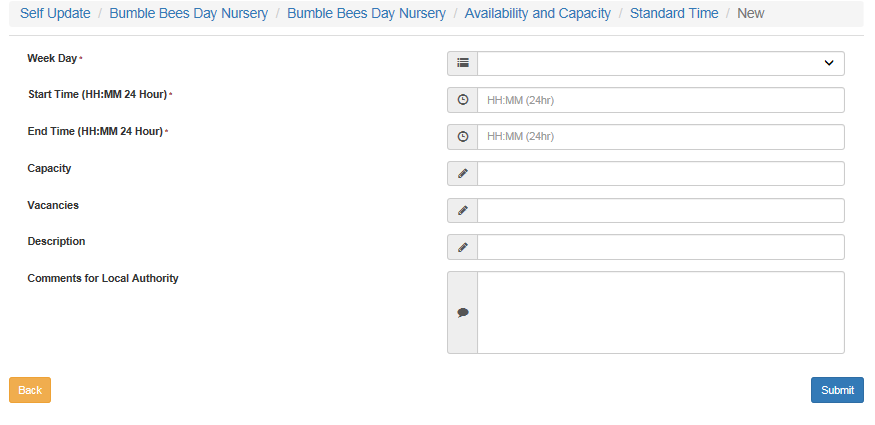 Self Update / Bumble Bees Day Nursery / Bumble Bees Day Nursery / Availability and Capacity / Standard Time / New
Week Day *
Start Time (HH:MM 24 Hour) *
HH:MM (24hr)
End Time (HH:MM 24 Hour) *
HH:MM (24hr)
Capacity
Vacancies
Description
Comments for Local Authority
Back
Submit